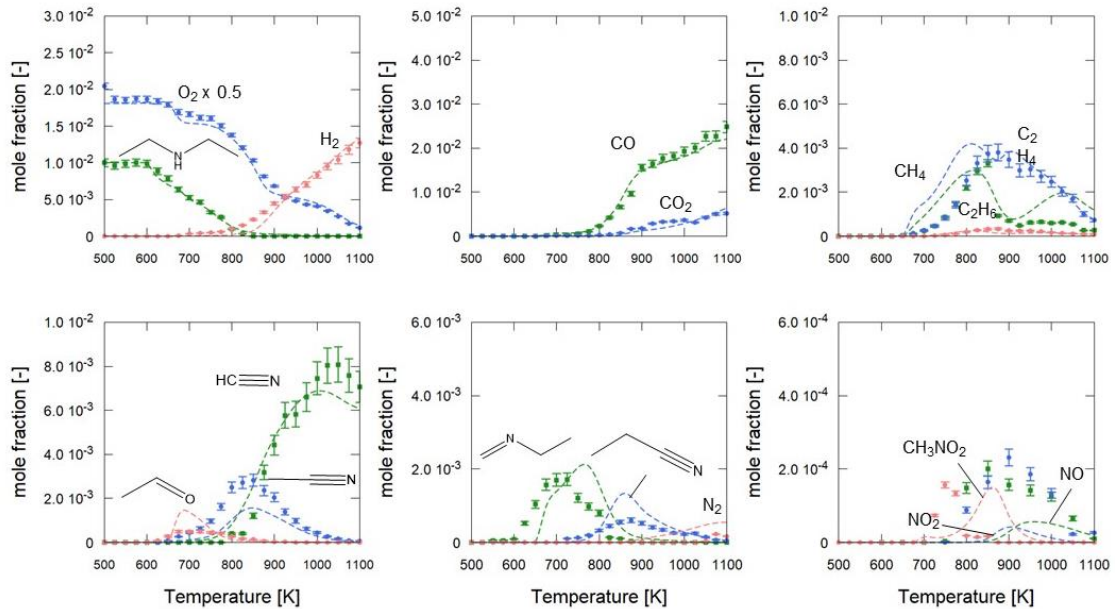 3.0 10-2
2.5 10-2
2.0 10-2
1.5 10-2
1.0 10-2
5.0 10-3
0
mole fraction [-]
O2 x 0.5
N
H
H2
500 600 700 800 900 1000 1100
5.0 10-2
4.0 10-2
3.0 10-2
2.0 10-2
1.0 10-2
0
mole fraction [-]
CO
CO2
500 600 700 800 900 1000 1100
1.0 10-2
8.0 10-3
6.0 10-3
4.0 10-3
2.0 10-3
0
mole fraction [-]
CH4
C2
H4
C2H6
500 600 700 800 900 1000 1100
1.0 10-2
8.0 10-3
6.0 10-3
4.0 10-3
2.0 10-3
0
mole fraction [-]
HC N
N
O
500 600 700 800 900 1000 1100
Temperature [K]
6.0 10-3
4.0 10-3
2.0 10-3
0
mole fraction [-]
N
N
N2
500 600 700 800 900 1000 1100
Temperature [K]
6.0 10-4
4.0 10-4
2.0 10-4
0
mole fraction [-]
CH3NO2
NO
NO2
500 600 700 800 900 1000 1100
Temperature [K]